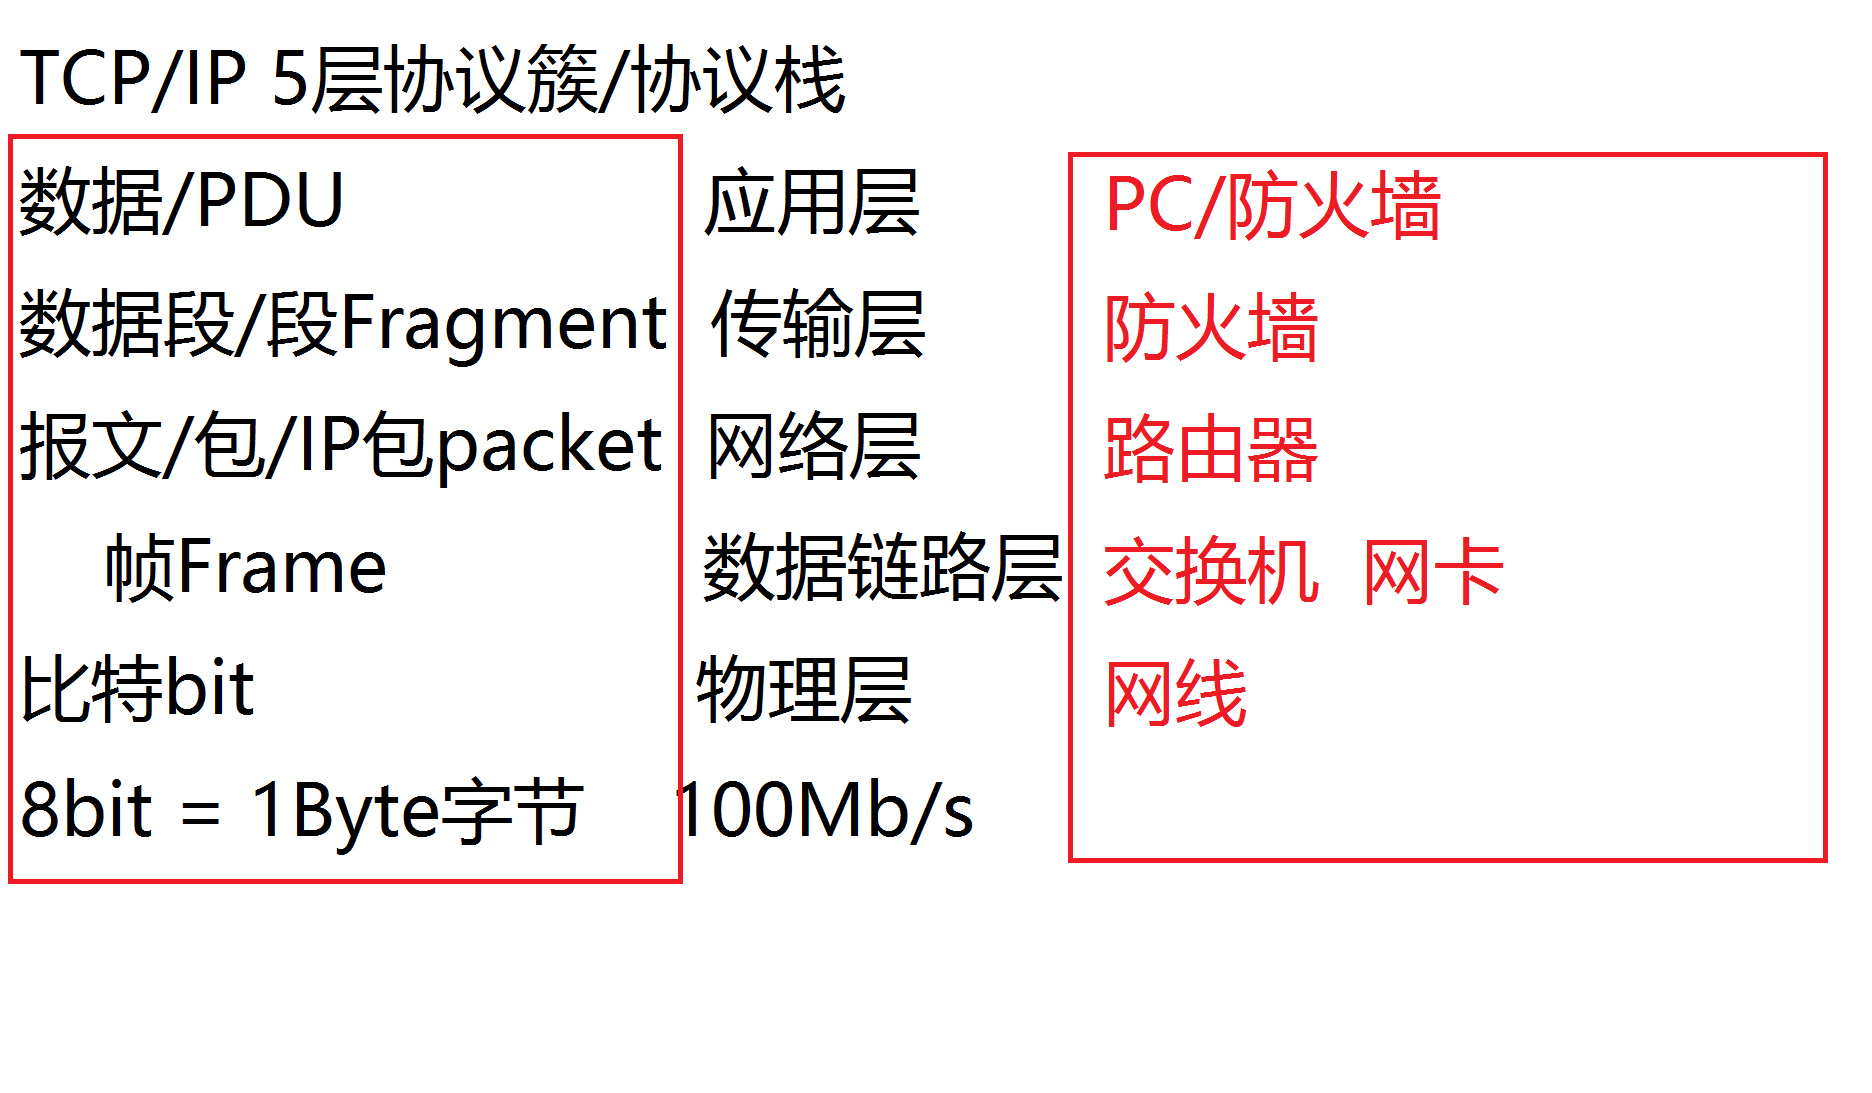 TCP/IP 5层协议簇/协议栈
数据/PDU 应用层 PC/防火墙
数据段/段Fragment 传输层 防火墙
报文/包/IP包packet 网络层 路由器
帧Frame 数据链路层 交换机 网卡
比特bit 物理层 网线
8bit = 1Byte字节 100Mb/s